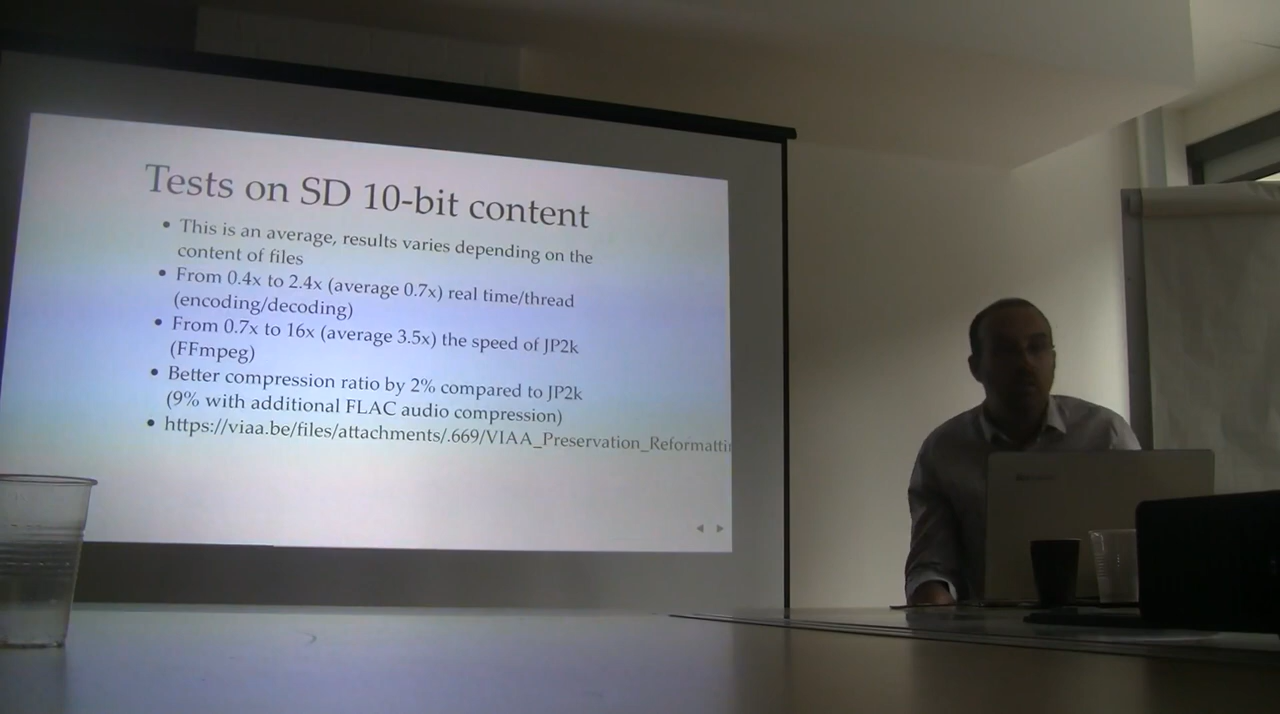 Tests on SD 10-bit content
• This is an average, results varies depending on the
content of files
• From 0.4x to 2.4x (average 0.7x) real time/thread
(encoding/decoding)
• From 0.7x to 16x (average 3.5x) the speed of JP2k
(FFmpeg)
• Better compression ratio by 2% compared to JP2k
(9% with additional FLAC audio compression)
• https://viaa.be/files/attachments/.669/VIAA_Preservation_Reformattin